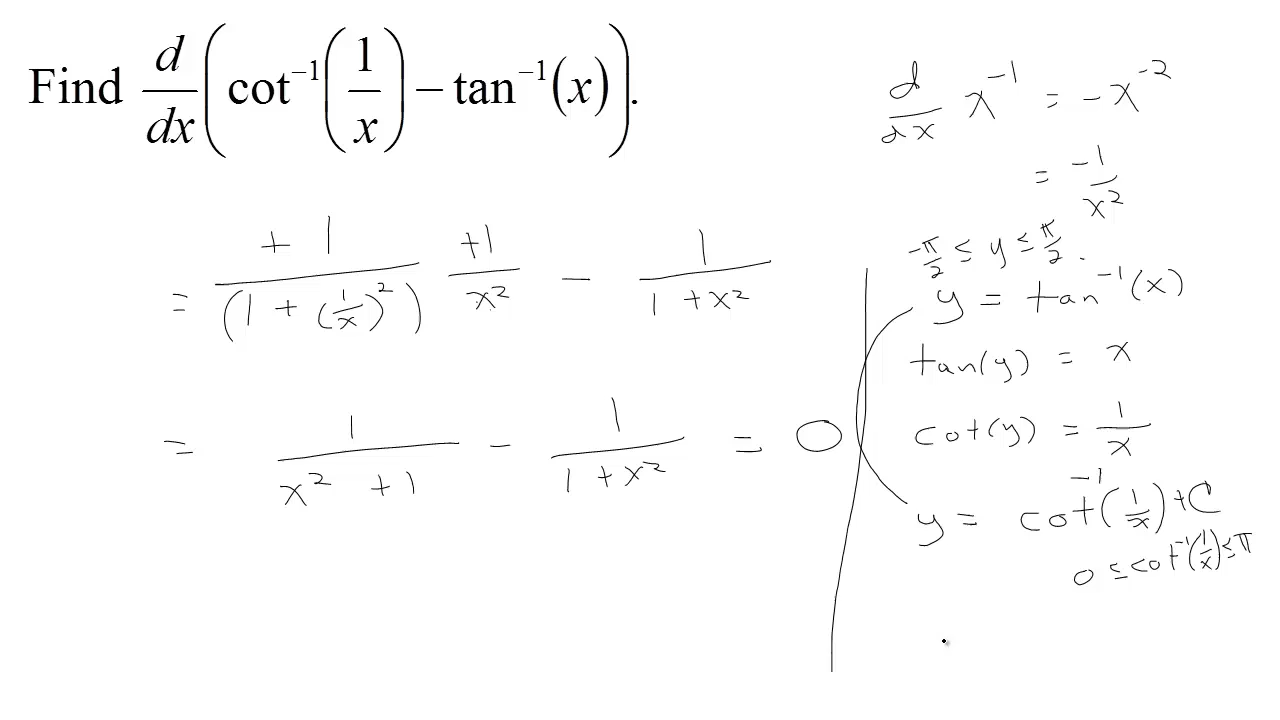 Find d/dx (cot⁻¹(1/x) − tan⁻¹(x)).
= +1/(1 + (1/x)²) +1/x² − 1/(1 + x²)
= 1/(x² + 1) − 1/(1 + x²) = 0
d/dx x⁻¹ = −x⁻²
= −1/x²
−π/2 ≤ y ≤ π/2.
y = tan⁻¹(x)
tan(y) = x
cot(y) = 1/x
y = cot⁻¹(1/x) + C
0 ≤ cot⁻¹(1/x) ≤ π